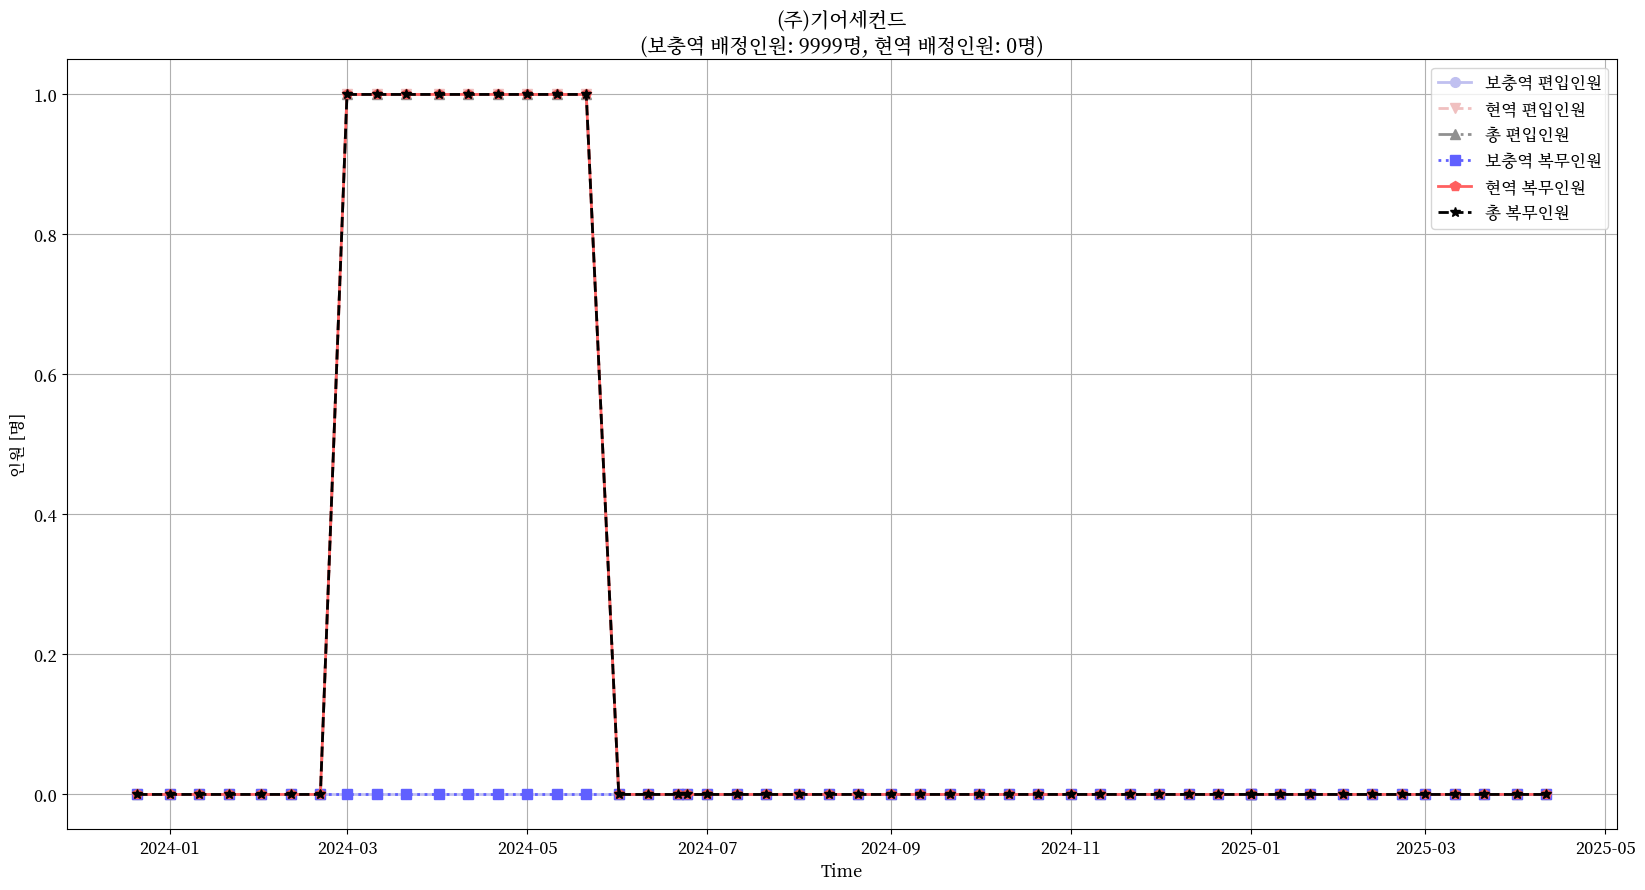 (주)기어세컨드
(보충역 배정인원: 9999명, 현역 배정인원: 0명)
보충역 편입인원
현역 편입인원
총 편입인원
보충역 복무인원
현역 복무인원
총 복무인원
인원 [명]
1.0
0.8
0.6
0.4
0.2
0.0
2024-01
2024-03
2024-05
2024-07
2024-09
2024-11
2025-01
2025-03
2025-05
Time